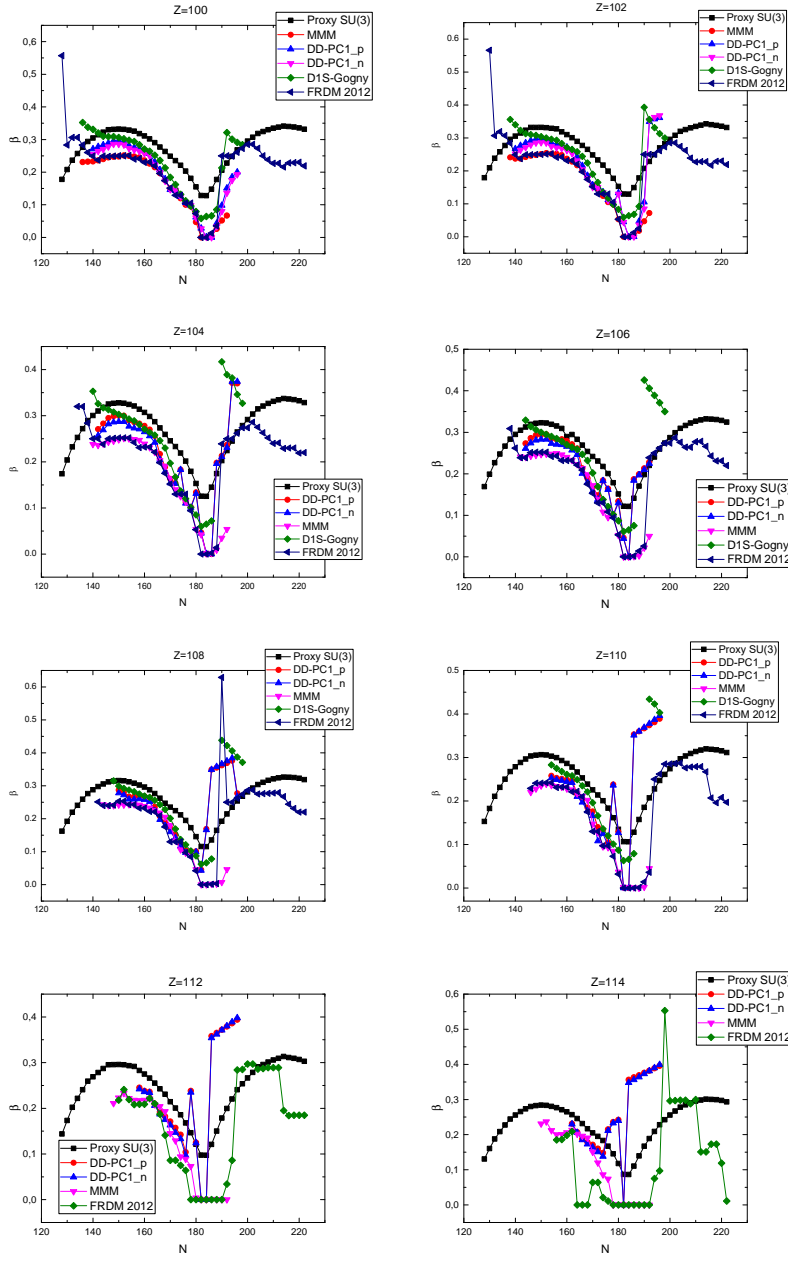 Z=100
Proxy SU(3)
MMM
DD-PC1_p
DD-PC1_n
D1S-Gogny
FRDM 2012
β
0,6
0,5
0,4
0,3
0,2
0,1
0,0
120 140 160 180 200 220
N
Z=102
Proxy SU(3)
MMM
DD-PC1_p
DD-PC1_n
D1S-Gogny
FRDM 2012
β
0.6
0.5
0.4
0.3
0.2
0.1
0.0
120 140 160 180 200 220
N
Z=104
β
0.4
0.3
0.2
0.1
0.0
Proxy SU(3)
DD-PC1_p
DD-PC1_n
MMM
D1S-Gogny
FRDM 2012
120 140 160 180 200 220
N
Z=106
β
0,5
0,4
0,3
0,2
0,1
0,0
Proxy SU(3)
DD-PC1_p
DD-PC1_n
MMM
D1S-Gogny
FRDM 2012
120 140 160 180 200 220
N
Z=108
Proxy SU(3)
DD-PC1_p
DD-PC1_n
MMM
D1S-Gogny
FRDM 2012
β
0.6
0.5
0.4
0.3
0.2
0.1
0.0
120 140 160 180 200 220
N
Z=110
Proxy SU(3)
DD-PC1_p
DD-PC1_n
MMM
D1S-Gogny
FRDM 2012
β
0.5
0.4
0.3
0.2
0.1
0.0
120 140 160 180 200 220
N
Z=112
β
0,4
0,3
0,2
0,1
0,0
Proxy SU(3)
DD-PC1_p
DD-PC1_n
MMM
FRDM 2012
120 140 160 180 200 220
N
Z=114
Proxy SU(3)
DD-PC1_p
DD-PC1_n
MMM
FRDM 2012
β
0,6
0,5
0,4
0,3
0,2
0,1
0,0
120 140 160 180 200 220
N